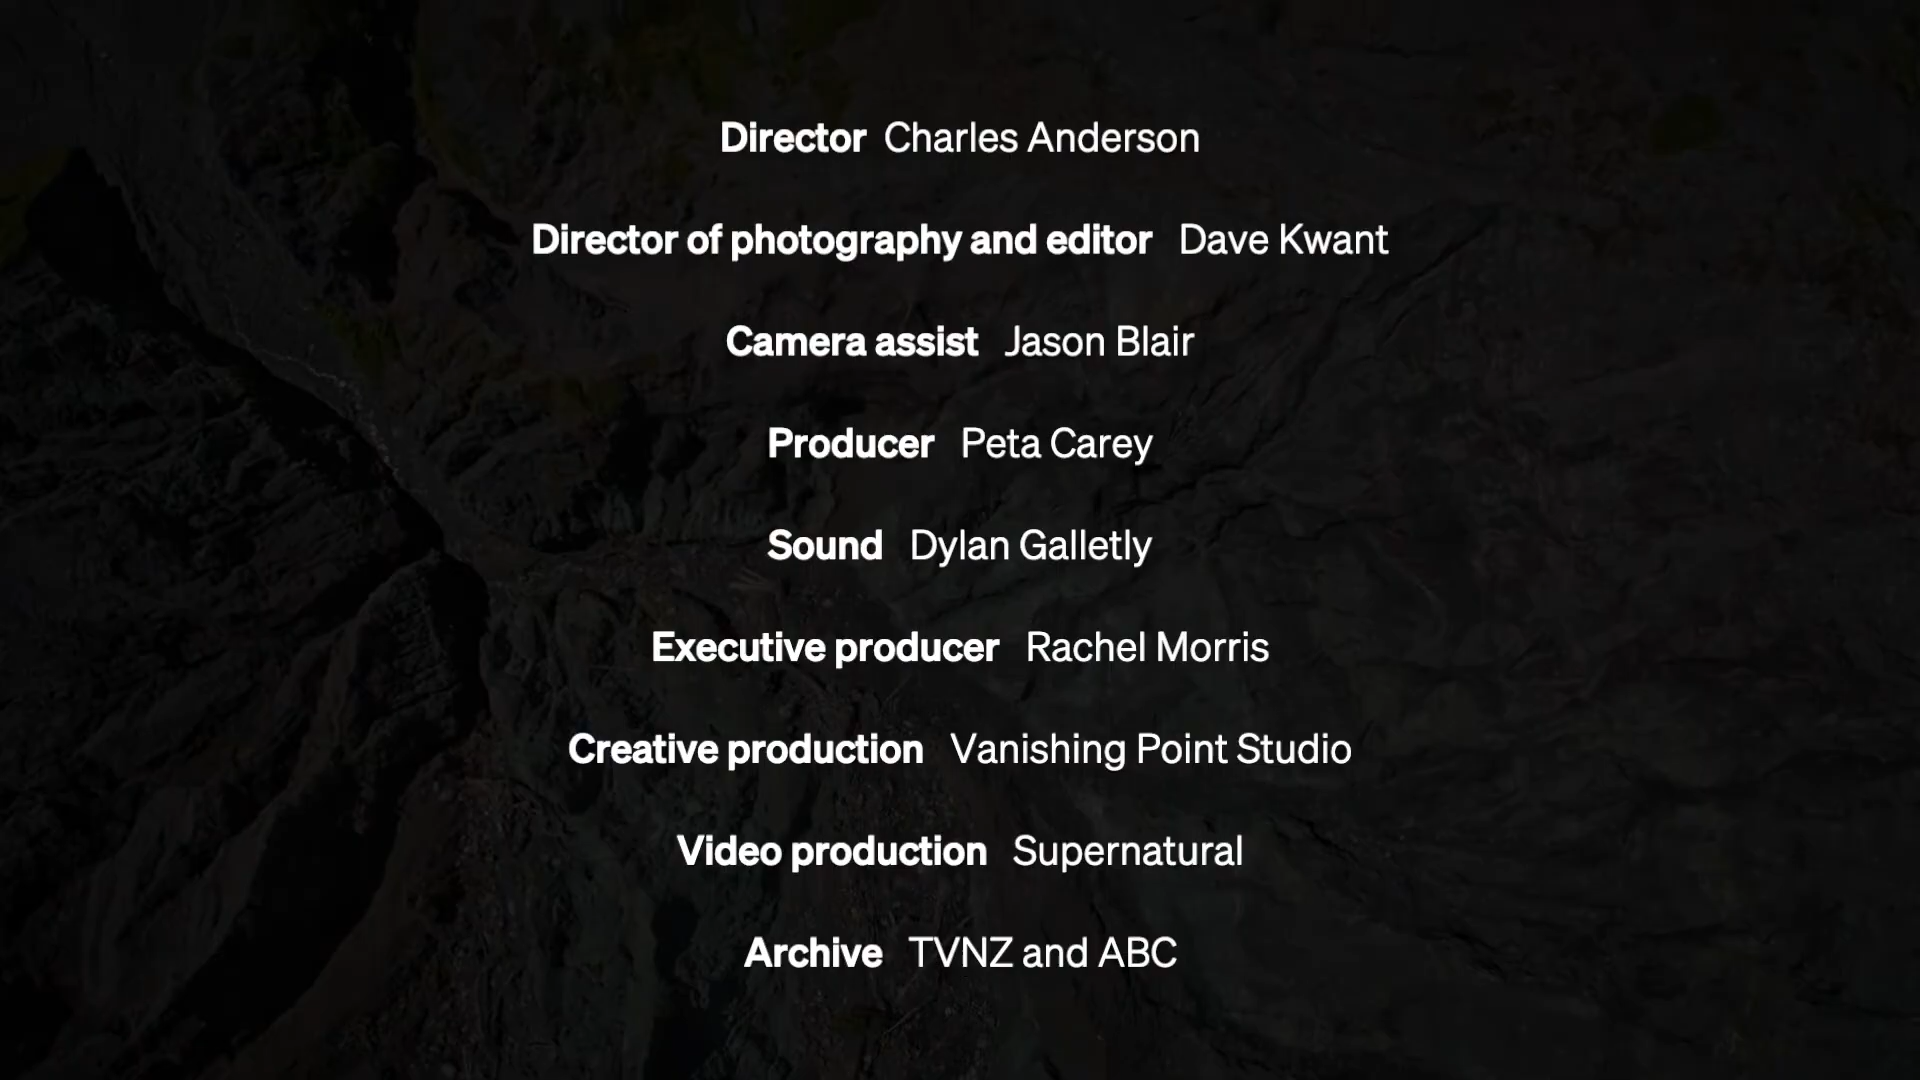 Director Charles Anderson
Director of photography and editor Dave Kwant
Camera assist Jason Blair
Producer Peta Carey
Sound Dylan Galletly
Executive producer Rachel Morris
Creative production Vanishing Point Studio
Video production Supernatural
Archive TVNZ and ABC